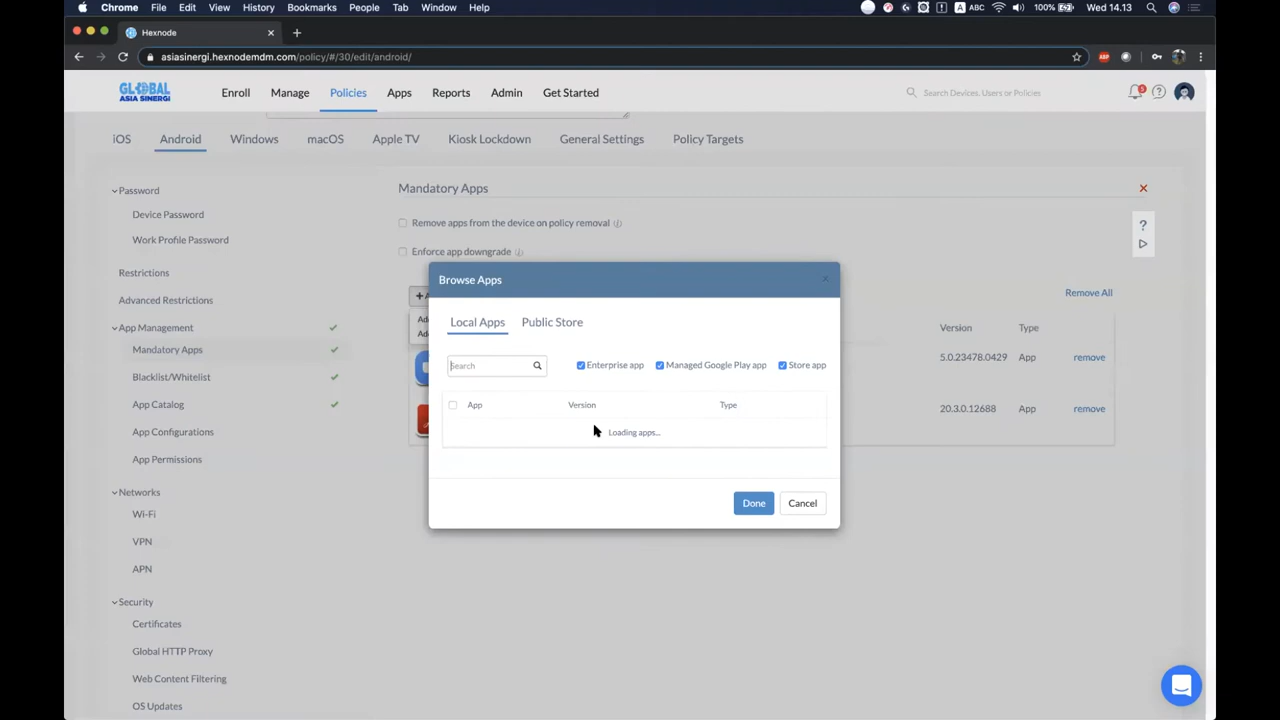 Chrome File Edit View History Bookmarks People Tab Window Help A ABC 100% Wed 14.13
Hexnode
asiasinergi.hexnodemdm.com/policy/#/30/edit/android/ ABP
GLOBAL
ASIA SINERGI
Enroll Manage Policies Apps Reports Admin Get Started Search Devices, Users or Policies 5
iOS Android Windows macOS Apple TV Kiosk Lockdown General Settings Policy Targets
Password
Device Password
Work Profile Password
Restrictions
Advanced Restrictions
App Management
Mandatory Apps
Blacklist/Whitelist
App Catalog
App Configurations
App Permissions
Networks
Wi-Fi
VPN
APN
Security
Certificates
Global HTTP Proxy
Web Content Filtering
OS Updates
Mandatory Apps
Remove apps from the device on policy removal
Enforce app downgrade
Remove All
Version Type
5.0.23478.0429 App remove
20.3.0.12688 App remove
Browse Apps
Local Apps Public Store
Search Enterprise app Managed Google Play app Store app
App Version Type
Loading apps...
Done Cancel